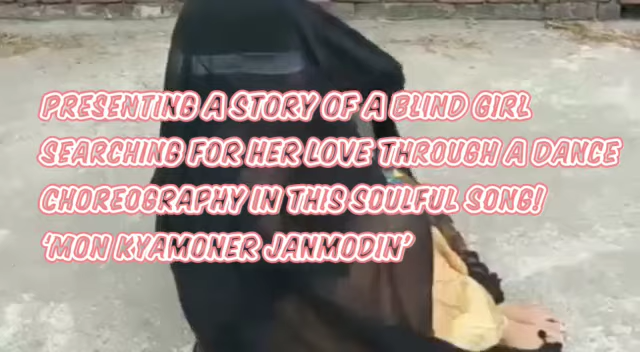 PRESENTING A STORY OF A BLIND GIRL
SEARCHING FOR HER LOVE THROUGH A DANCE
CHOREOGRAPHY IN THIS SOULFUL SONG!
'MON KYAMONER JANMODIN'